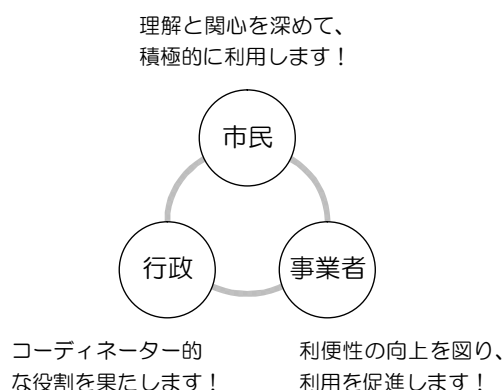 理解と関心を深めて、
積極的に利用します！
市民
行政
事業者
コーディネーター的
な役割を果たします！
利便性の向上を図り、
利用を促進します！